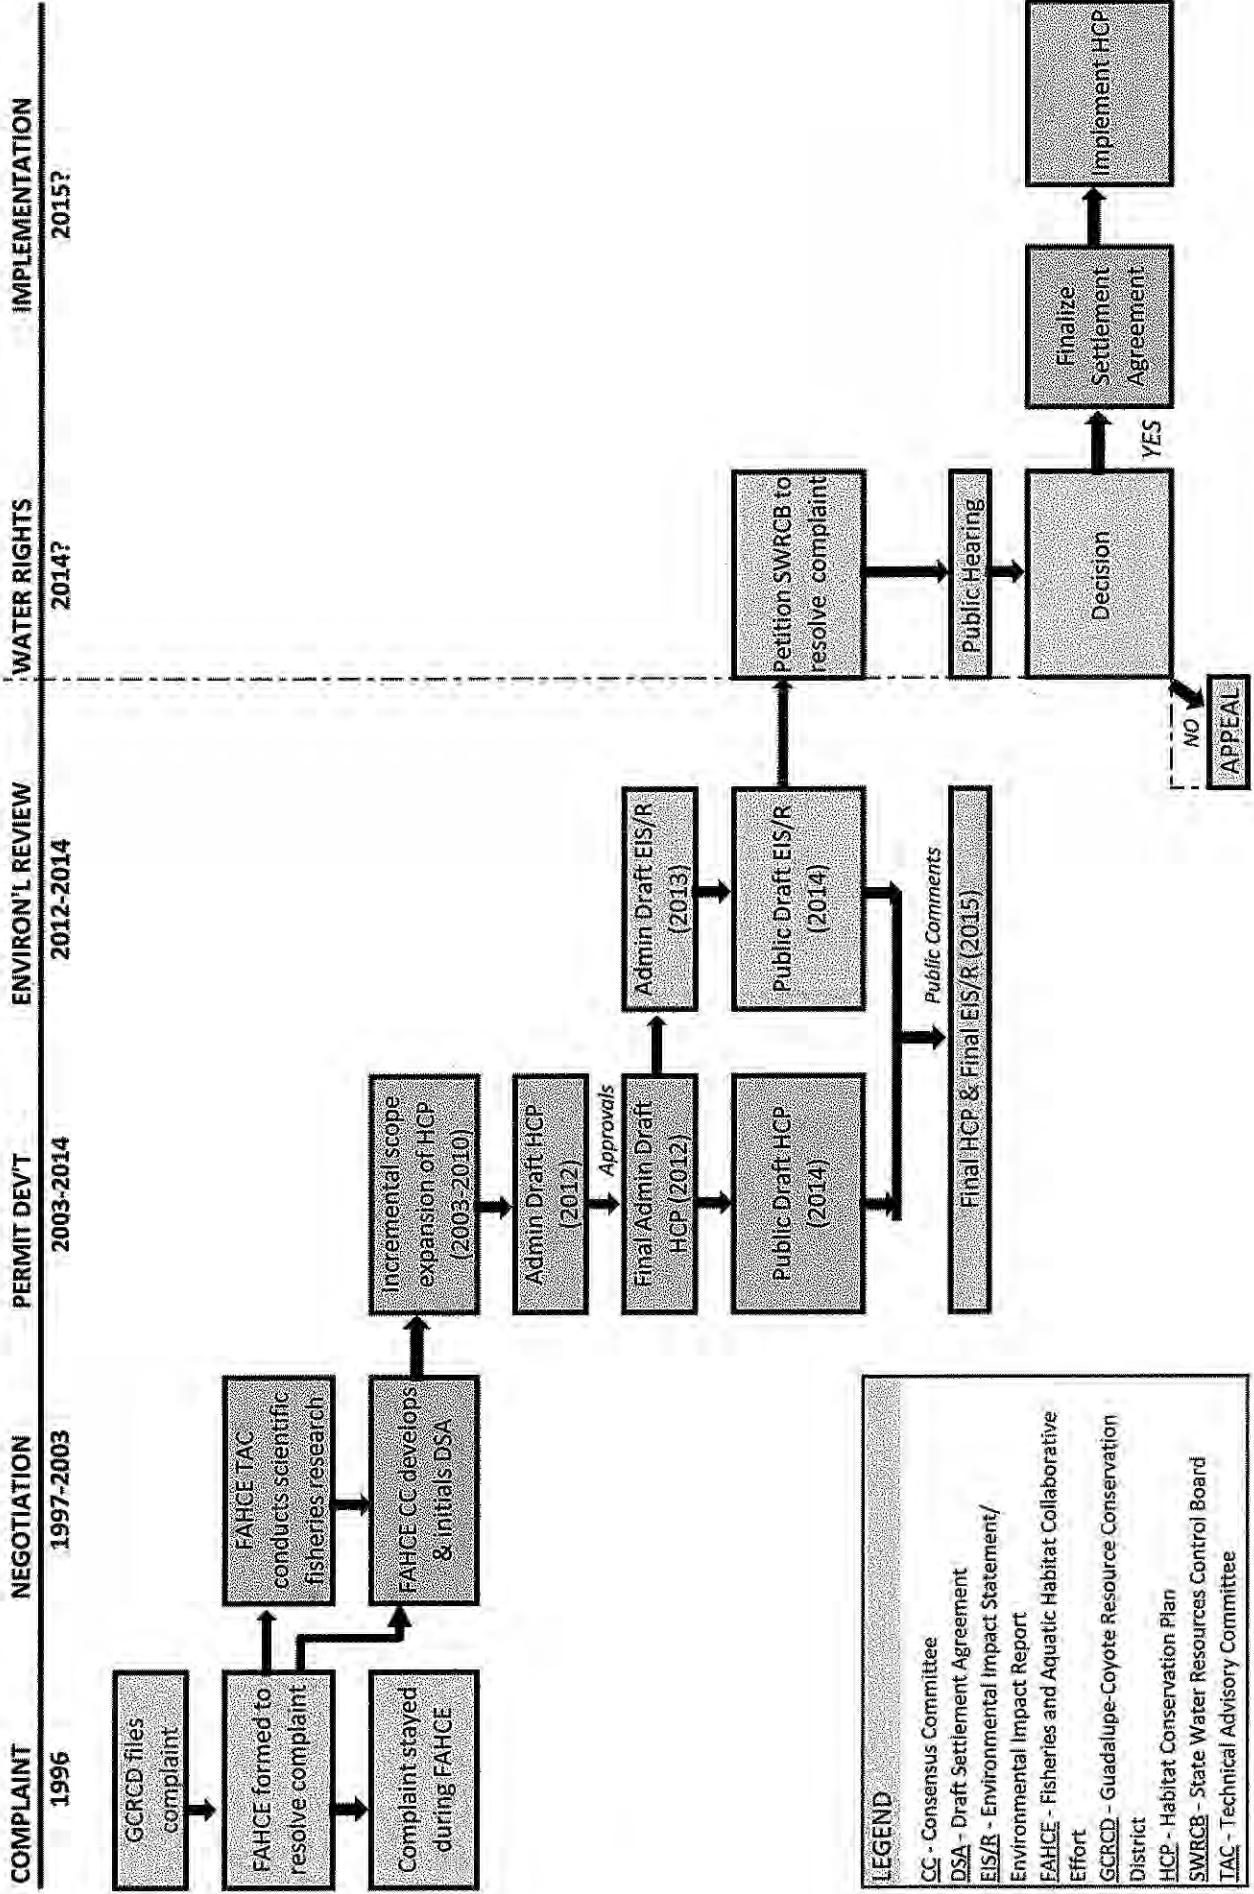 COMPLAINT
NEGOTIATION
PERMIT DEV'T
ENVIRON'L REVIEW
WATER RIGHTS
IMPLEMENTATION
1996
1997-2003
2003-2014
2012-2014
2014?
2015?
GCRCD files
complaint
FAHCE formed to
resolve complaint
Complaint stayed
during FAHCE
FAHCE TAC
conducts scientific
fisheries research
FAHCE CC develops
& initials DSA
Incremental scope
expansion of HCP
(2003-2010)
Admin Draft HCP
(2012)
Approvals
Final Admin Draft
HCP (2012)
Public Draft HCP
(2014)
Admin Draft EIS/R
(2013)
Public Draft EIS/R
(2014)
Public Comments
Final HCP & Final EIS/R (2015)
Petition SWRCB to
resolve complaint
Public Hearing
Decision
NO
APPEAL
YES
Finalize
Settlement
Agreement
Implement HCP
LEGEND
CC - Consensus Committee
DSA - Draft Settlement Agreement
EIS/R - Environmental Impact Statement/
Environmental Impact Report
FAHCE - Fisheries and Aquatic Habitat Collaborative
Effort
GCRCD - Guadalupe-Coyote Resource Conservation
District
HCP - Habitat Conservation Plan
SWRCB - State Water Resources Control Board
TAC - Technical Advisory Committee